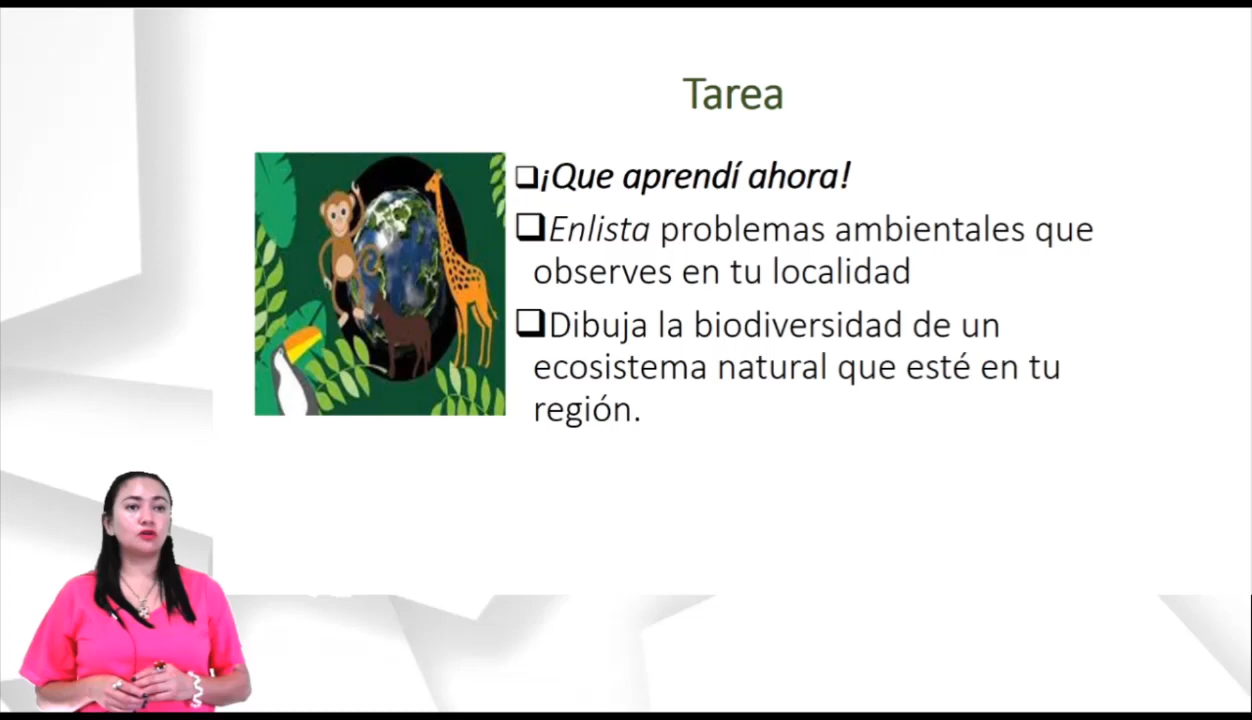 Tarea
❑¡Que aprendí ahora!
❑Enlista problemas ambientales que
observes en tu localidad
❑Dibuja la biodiversidad de un
ecosistema natural que esté en tu
región.